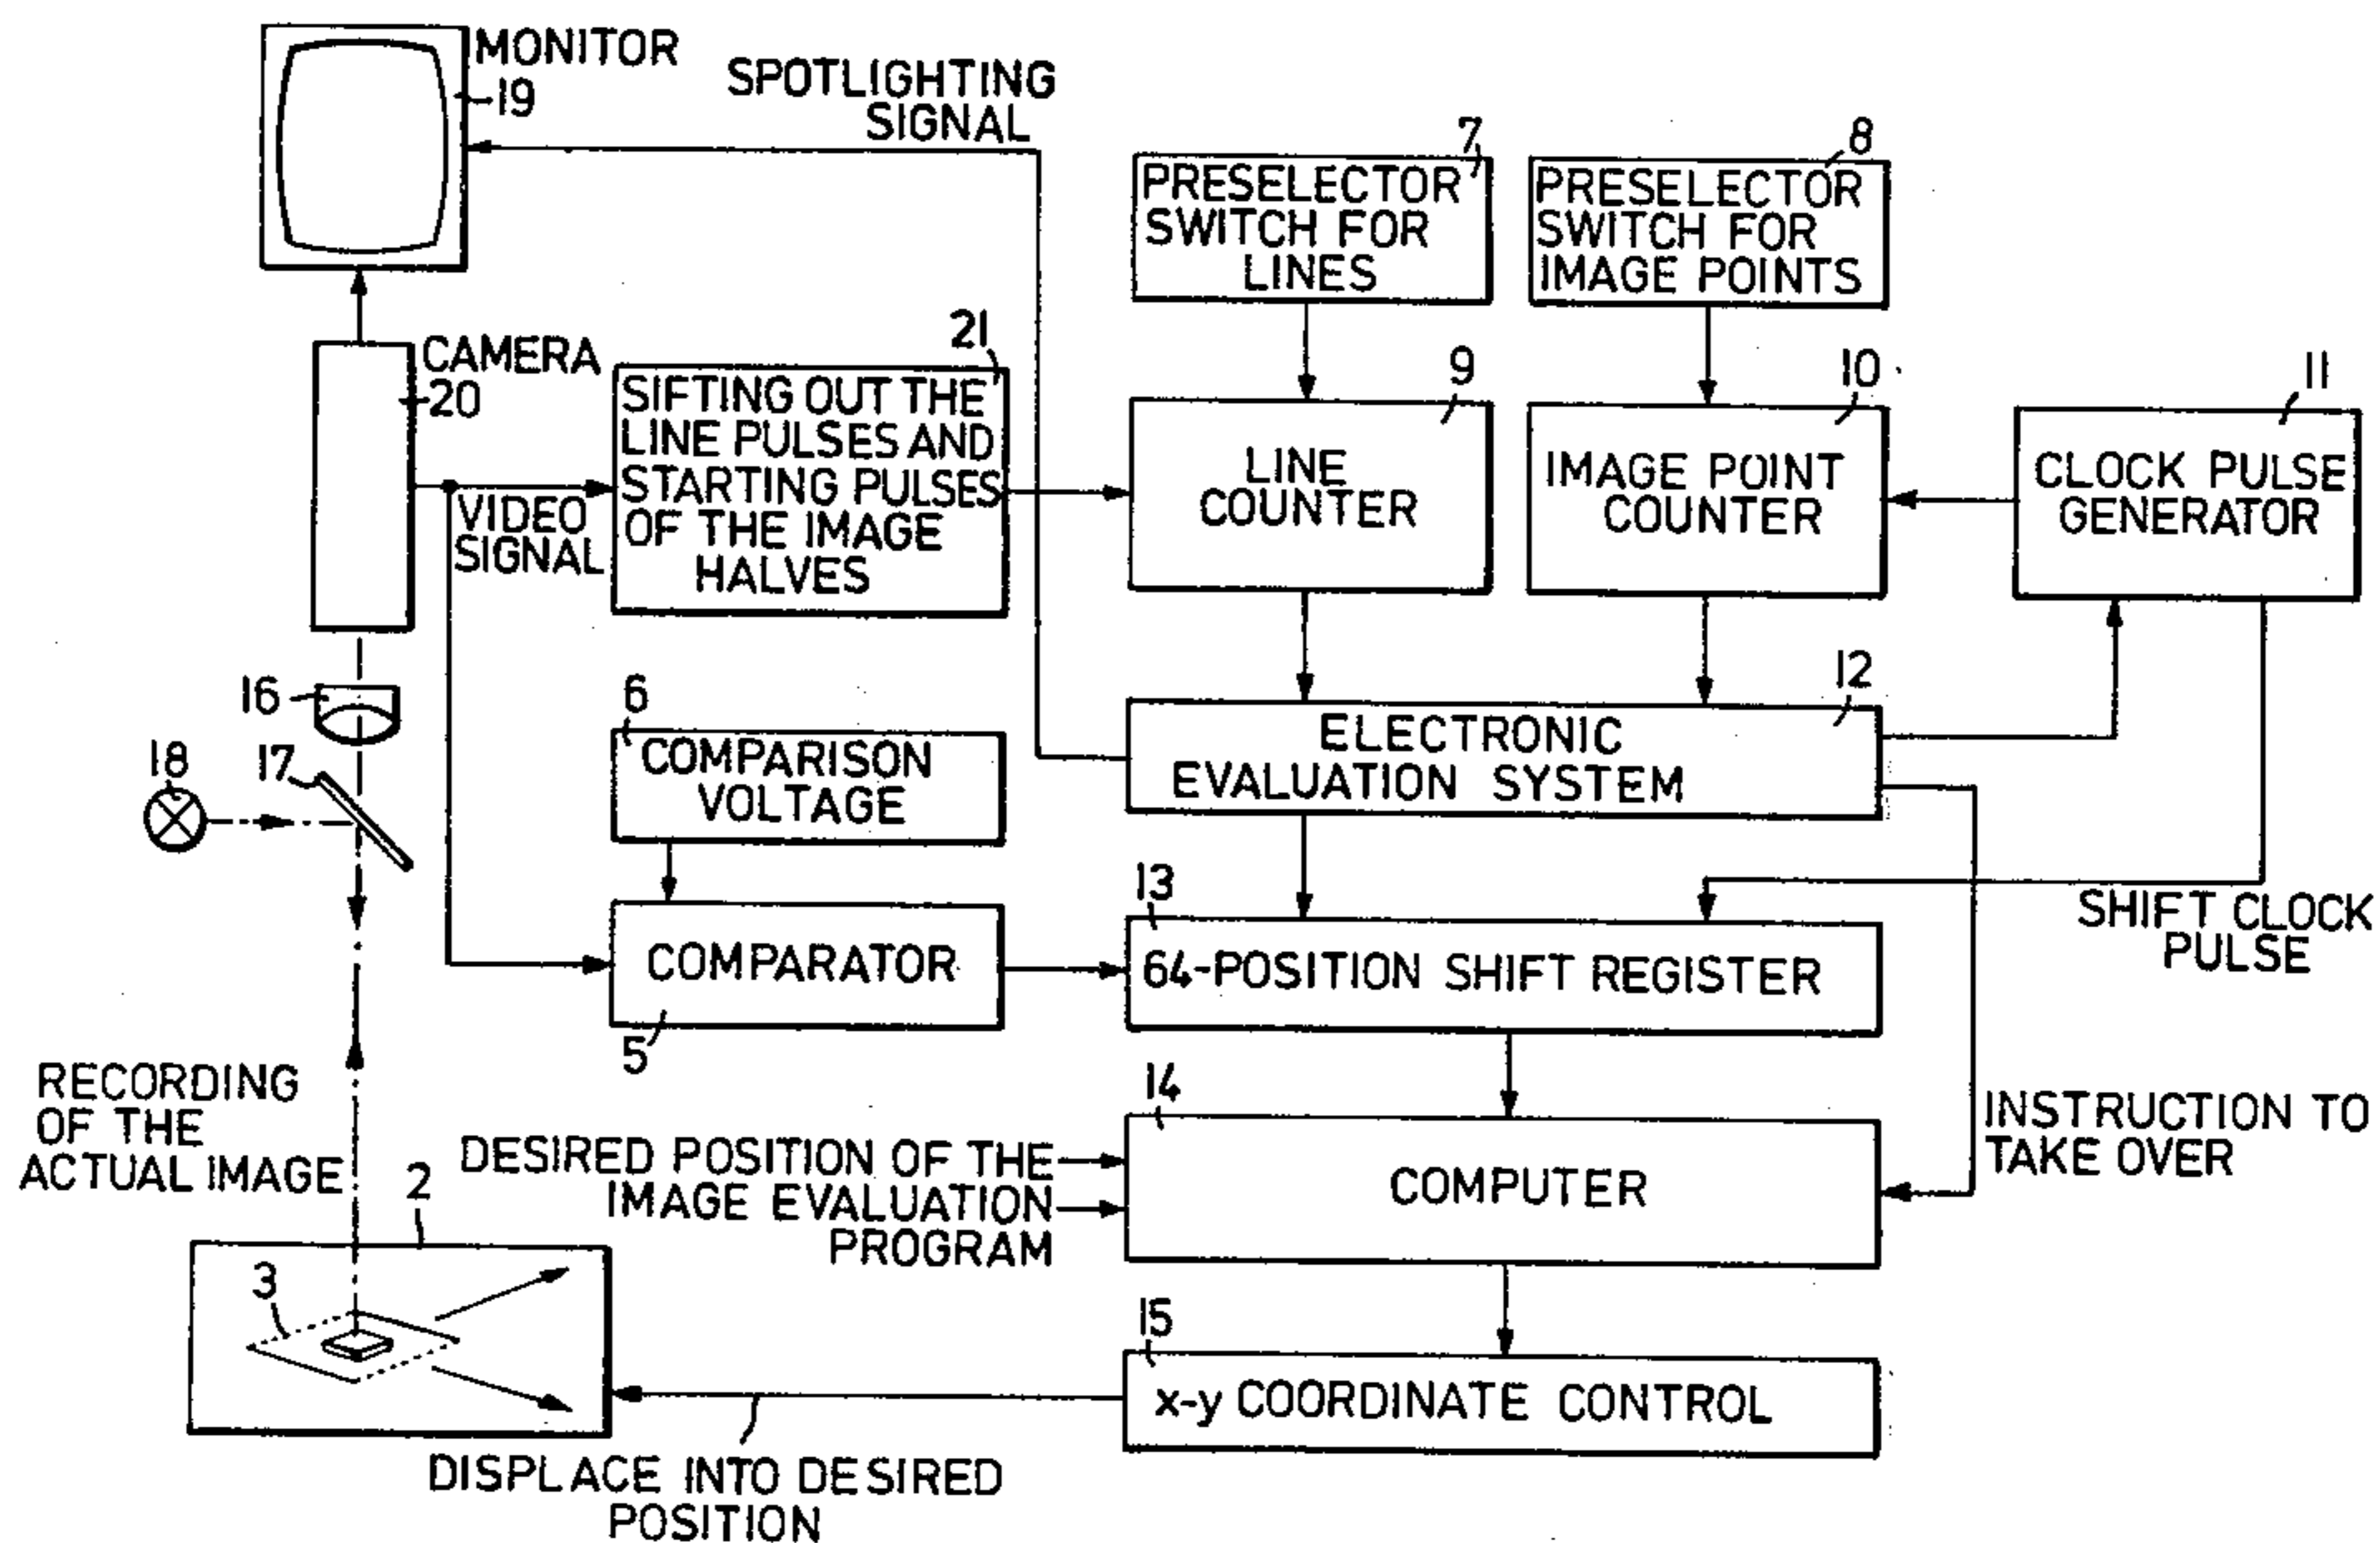 MONITOR
19
SPOTLIGHTING
SIGNAL
7
PRESELECTOR
SWITCH FOR
LINES
8
PRESELECTOR
SWITCH FOR
IMAGE POINTS
CAMERA
20
VIDEO
SIGNAL
21
SIFTING OUT THE
LINE PULSES AND
STARTING PULSES
OF THE IMAGE
HALVES
9
LINE
COUNTER
10
IMAGE POINT
COUNTER
11
CLOCK PULSE
GENERATOR
16
18
17
6
COMPARISON
VOLTAGE
12
ELECTRONIC
EVALUATION SYSTEM
COMPARATOR
5
13
64-POSITION SHIFT REGISTER
SHIFT CLOCK
PULSE
RECORDING
OF THE
ACTUAL IMAGE
DESIRED POSITION OF THE
IMAGE EVALUATION
PROGRAM
14
COMPUTER
INSTRUCTION TO
TAKE OVER
2
3
15
x-y COORDINATE CONTROL
DISPLACE INTO DESIRED
POSITION